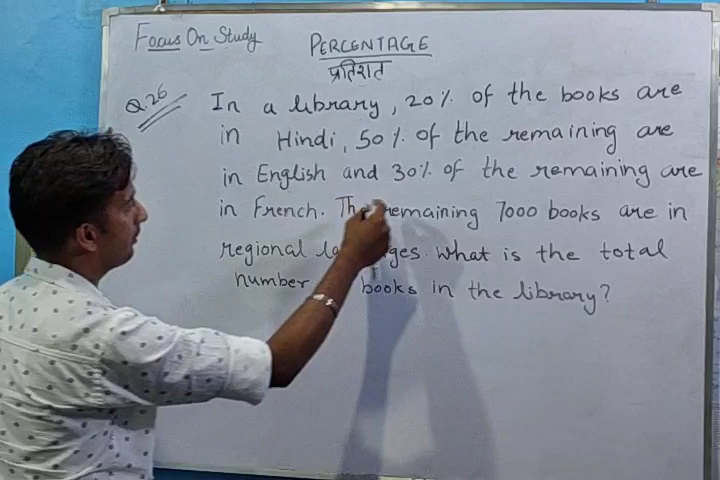 Focus On Study
PERCENTAGE
प्रतिशत
Q.26
In a library, 20% of the books are
in Hindi, 50% of the remaining are
in English and 30% of the remaining are
in French. The remaining 7000 books are in
regional What is the total
number books in the library?